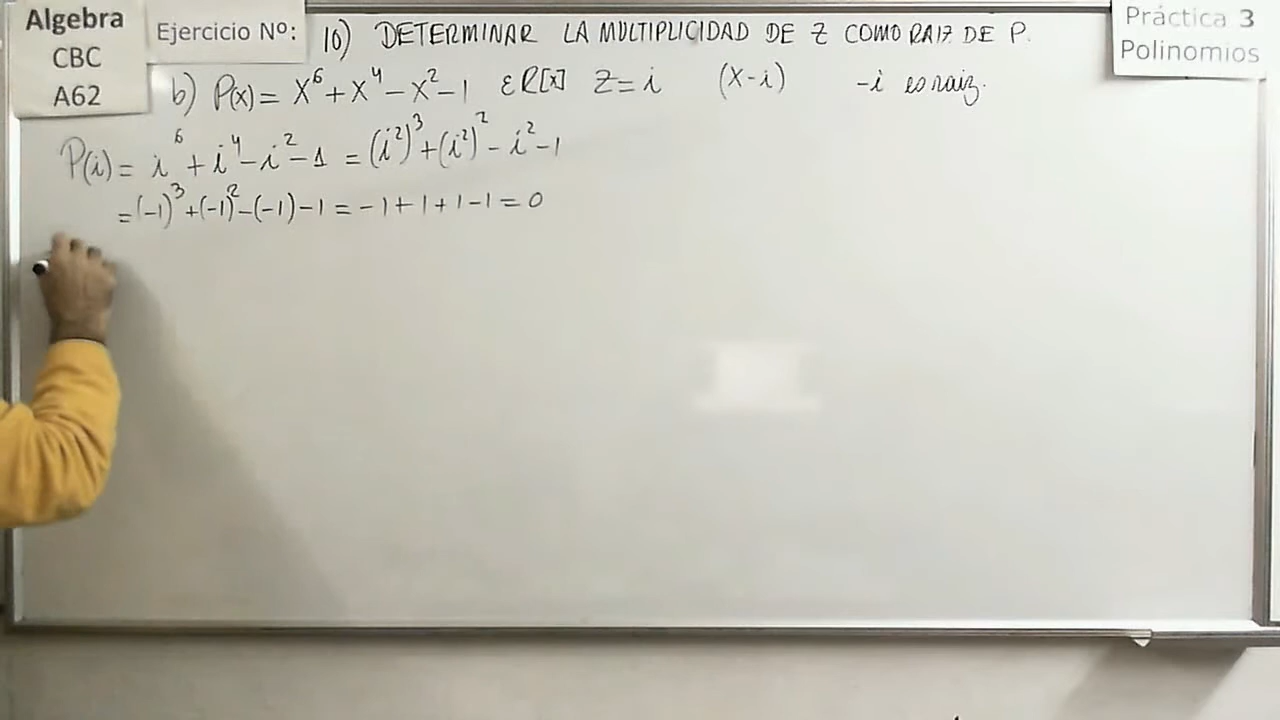 Algebra
CBC
A62
Ejercicio Nº: 10) DETERMINAR LA MULTIPLICIDAD DE Z COMO RAIZ DE P.
Práctica 3
Polinomios
b) P(x) = X⁶ + X⁴ - X² - 1 ∈ R[x] Z = i (X - i) -i es raiz.
P(i) = i⁶ + i⁴ - i² - 1 = (i²)³ + (i²)² - i² - 1
= (-1)³ + (-1)² - (-1) - 1 = -1 + 1 + 1 - 1 = 0